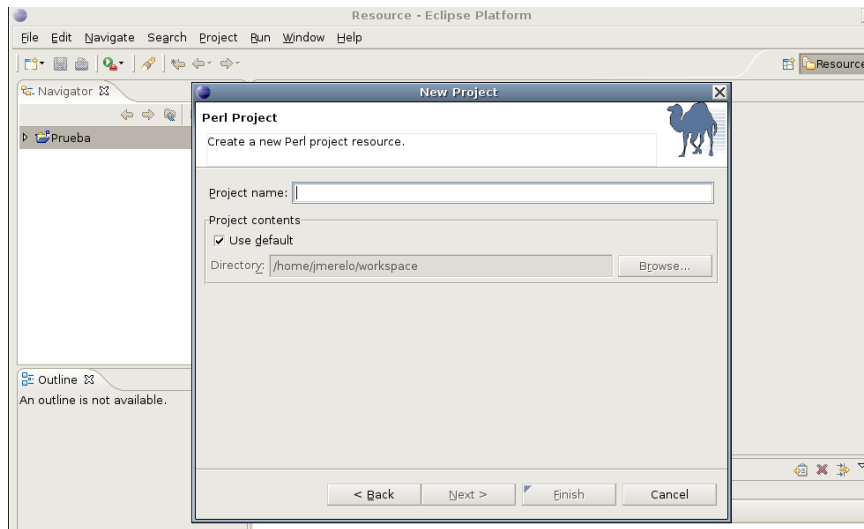 Resource - Eclipse Platform
File Edit Navigate Search Project Run Window Help
Resource
Navigator
New Project
Perl Project
Create a new Perl project resource.
Prueba
Project name:
Project contents
Use default
Directory: /home/jmerelo/workspace Browse...
Outline
An outline is not available.
< Back Next > Finish Cancel